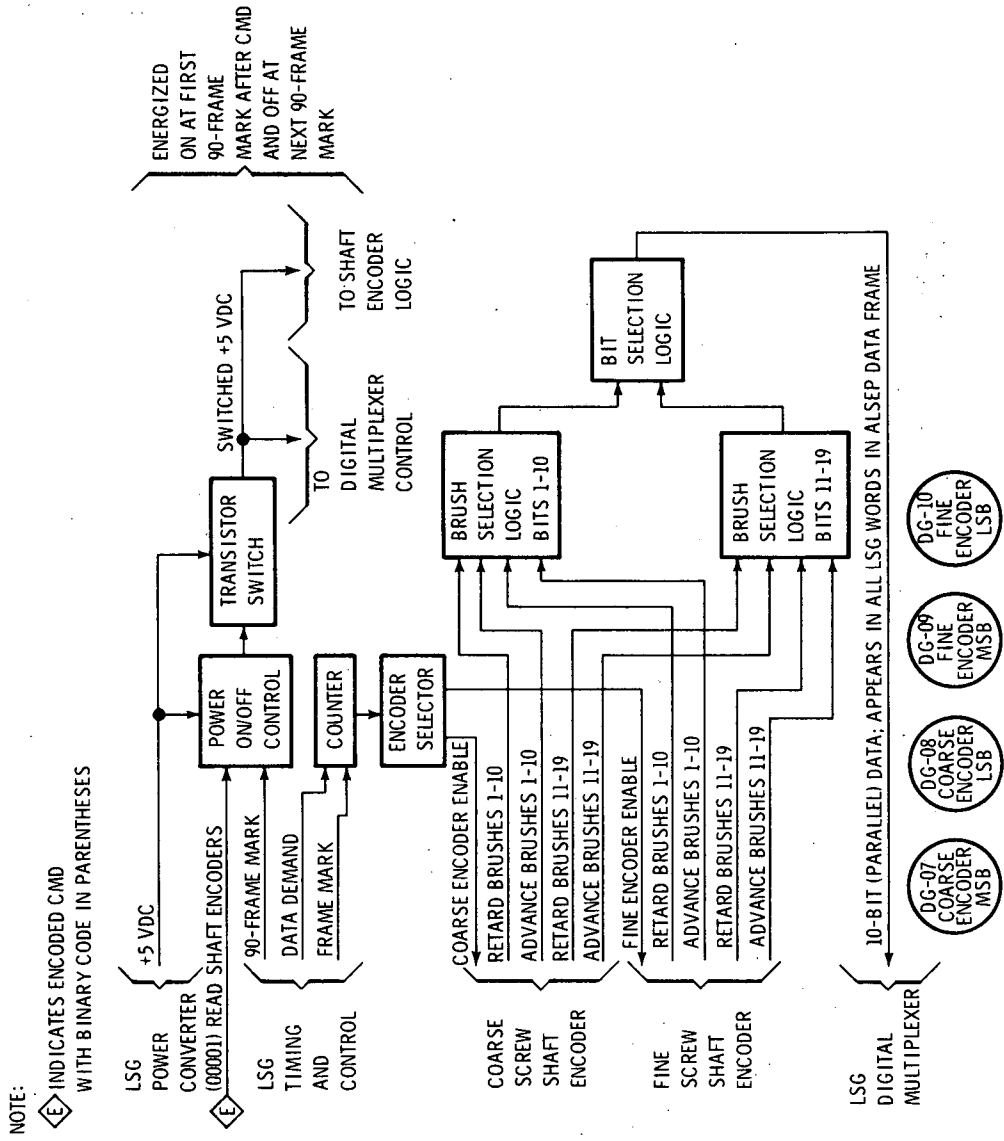 NOTE:
E INDICATES ENCODED CMD
WITH BINARY CODE IN PARENTHESES
LSG
POWER
CONVERTER
+5 VDC
(00001) READ SHAFT ENCODERS
E
LSG
TIMING
AND
CONTROL
90-FRAME MARK
DATA DEMAND
FRAME MARK
POWER
ON/OFF
CONTROL
TRANSISTOR
SWITCH
SWITCHED +5 VDC
TO
DIGITAL
MULTIPLEXER
CONTROL
TO SHAFT
ENCODER
LOGIC
ENERGIZED
ON AT FIRST
90-FRAME
MARK AFTER CMD
AND OFF AT
NEXT 90-FRAME
MARK
COUNTER
ENCODER
SELECTOR
COARSE
SCREW
SHAFT
ENCODER
COARSE ENCODER ENABLE
RETARD BRUSHES 1-10
ADVANCE BRUSHES 1-10
RETARD BRUSHES 11-19
ADVANCE BRUSHES 11-19
FINE
SCREW
SHAFT
ENCODER
FINE ENCODER ENABLE
RETARD BRUSHES 1-10
ADVANCE BRUSHES 1-10
RETARD BRUSHES 11-19
ADVANCE BRUSHES 11-19
BRUSH
SELECTION
LOGIC
BITS 1-10
BRUSH
SELECTION
LOGIC
BITS 11-19
BIT
SELECTION
LOGIC
LSG
DIGITAL
MULTIPLEXER
10-BIT (PARALLEL) DATA; APPEARS IN ALL LSG WORDS IN ALSEP DATA FRAME
DG-07
COARSE
ENCODER
MSB
DG-08
COARSE
ENCODER
LSB
DG-09
FINE
ENCODER
MSB
DG-10
FINE
ENCODER
LSB